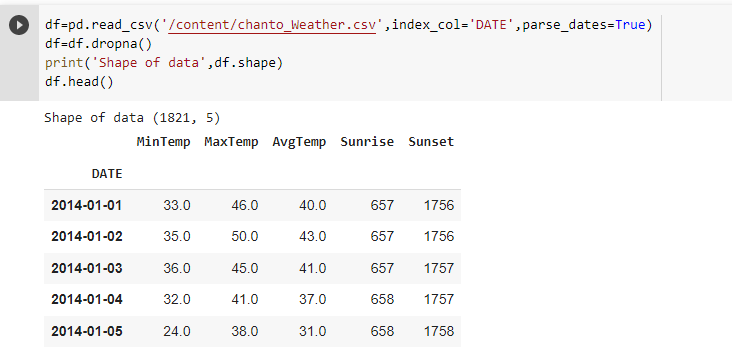 df=pd.read_csv('/content/chanto_Weather.csv',index_col='DATE',parse_dates=True)
df=df.dropna()
print('Shape of data',df.shape)
df.head()
Shape of data (1821, 5)
MinTemp MaxTemp AvgTemp Sunrise Sunset
DATE
2014-01-01 33.0 46.0 40.0 657 1756
2014-01-02 35.0 50.0 43.0 657 1756
2014-01-03 36.0 45.0 41.0 657 1757
2014-01-04 32.0 41.0 37.0 658 1757
2014-01-05 24.0 38.0 31.0 658 1758